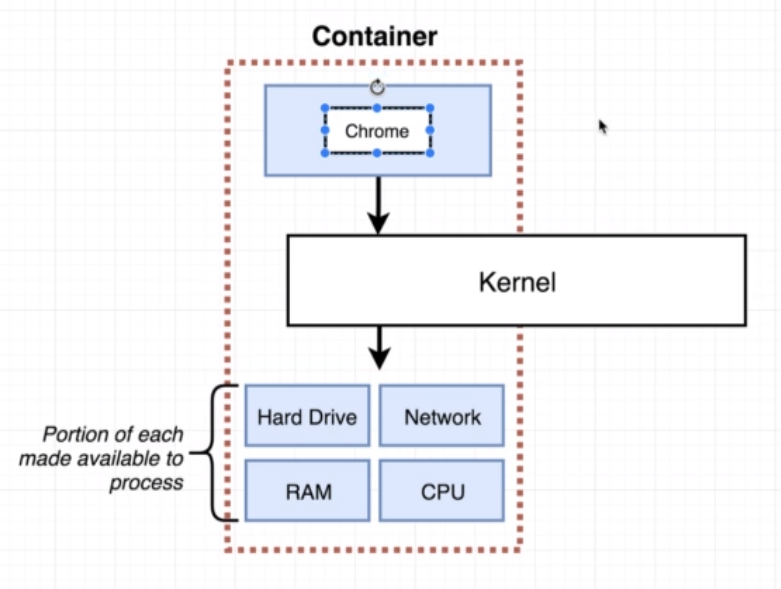 Container
Chrome
Kernel
Hard Drive
Network
Portion of each
made available to
process
RAM
CPU